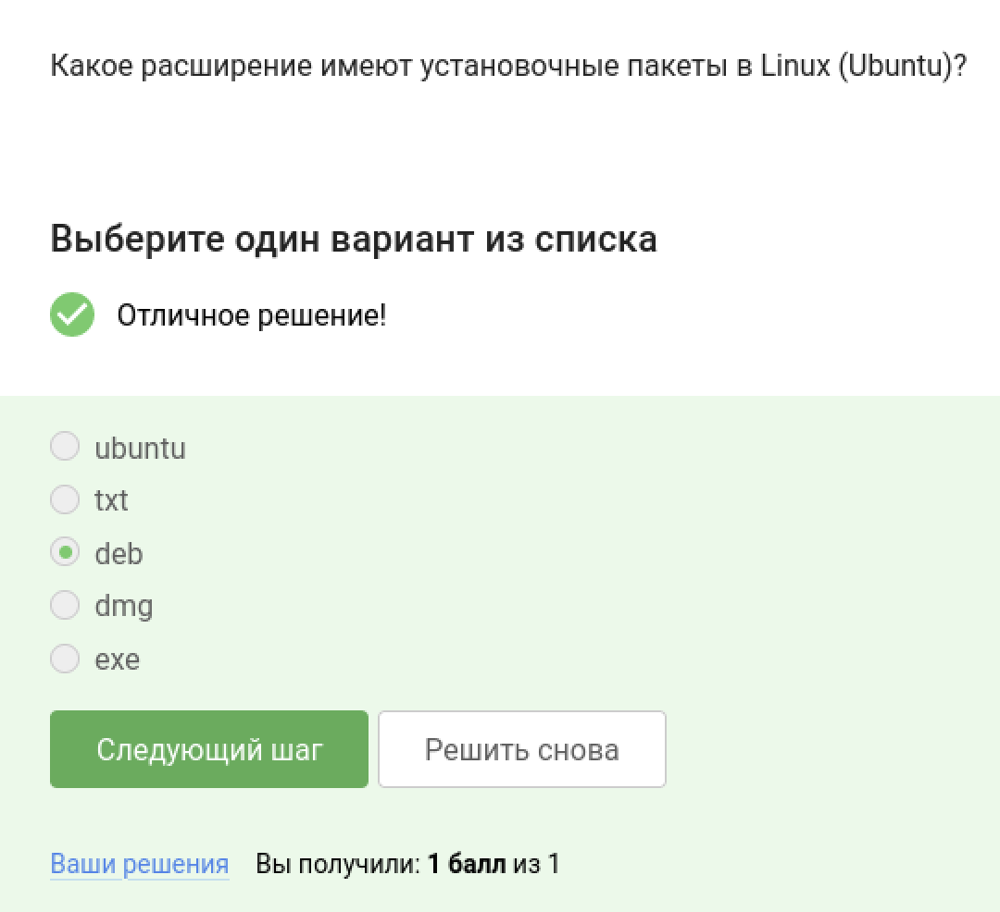 Какое расширение имеют установочные пакеты в Linux (Ubuntu)?
Выберите один вариант из списка
Отличное решение!
ubuntu
txt
deb
dmg
exe
Следующий шаг
Решить снова
Ваши решения Вы получили: 1 балл из 1